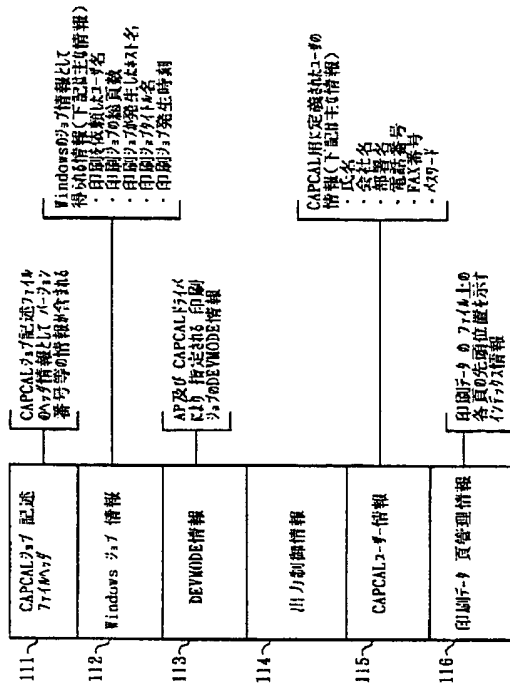 111
CAPCALジョブ 記述
ファイルヘッダ
CAPCALジョブ記述ファイル
のヘッダ情報として バージョン
番号等の情報が含まれる
112
Windows ジョブ 情報
Windowsのジョブ情報として
得られる情報(下記は主な情報)
・印刷を依頼したユーザ名
・印刷ジョブの総頁数
・印刷ジョブが発生したホスト名
・印刷ジョブタイトル名
・印刷ジョブ発生時刻
113
DEVMODE情報
AP及び CAPCALドライバ
により 指定される 印刷
ジョブのDEVMODE情報
114
出力制御情報
115
CAPCALユーザー情報
CAPCAL用に定義されたユーザの
情報(下記は主な情報)
・氏名
・会社名
・部署名
・電話番号
・FAX番号
・パスワード
116
印刷データ 頁管理情報
印刷データ の ファイル上の
各頁の先頭位置を示す
インデックス情報